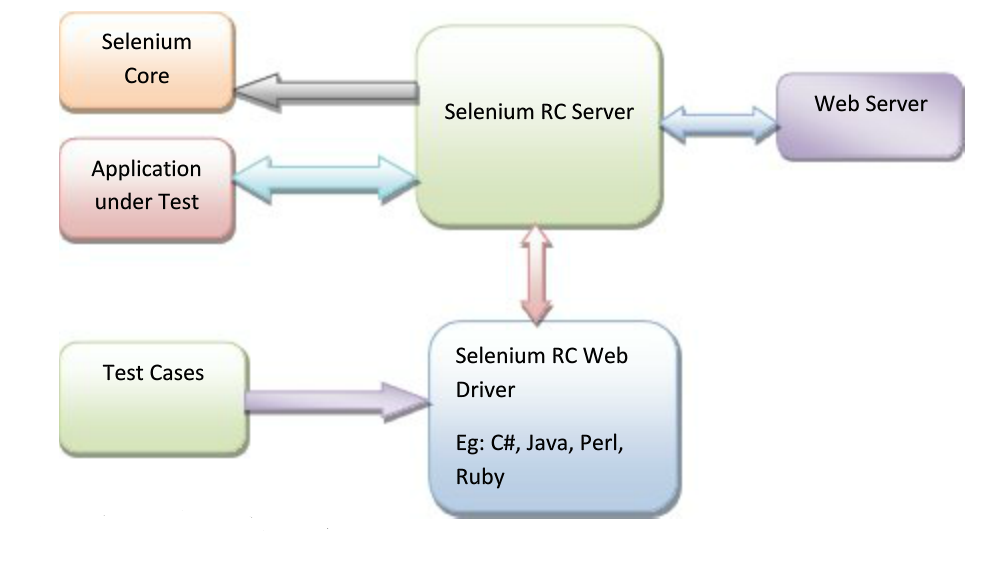 Selenium
Core
Selenium RC Server
Web Server
Application
under Test
Test Cases
Selenium RC Web
Driver
Eg: C#, Java, Perl,
Ruby